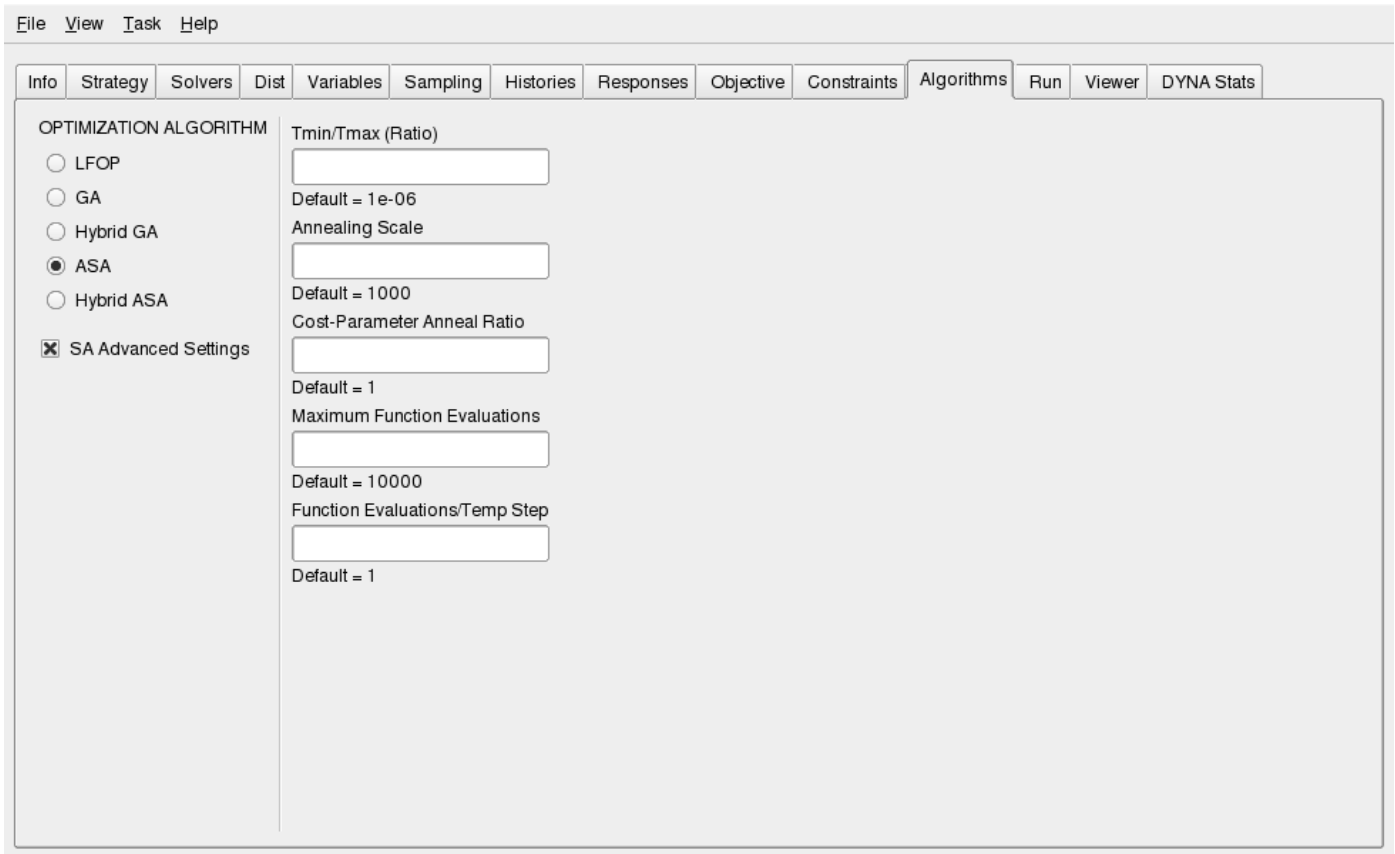 File View Task Help
Info Strategy Solvers Dist Variables Sampling Histories Responses Objective Constraints Algorithms Run Viewer DYNA Stats
OPTIMIZATION ALGORITHM
LFOP
GA
Hybrid GA
ASA
Hybrid ASA
SA Advanced Settings
Tmin/Tmax (Ratio)
Default = 1e-06
Annealing Scale
Default = 1000
Cost-Parameter Anneal Ratio
Default = 1
Maximum Function Evaluations
Default = 10000
Function Evaluations/Temp Step
Default = 1